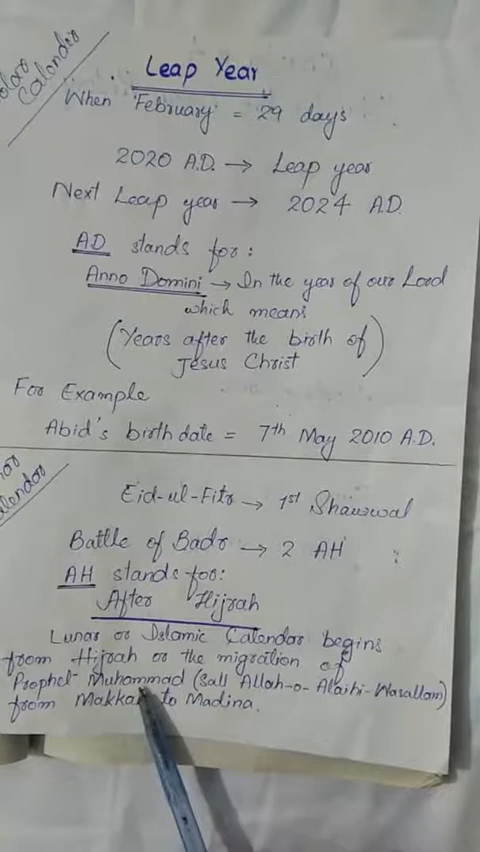 Calendar
Leap Year
When February = 29 days
2020 A.D. → Leap year
Next Leap year → 2024 A.D.
AD stands for:
Anno Domini → In the year of our Lord
which means
(Years after the birth of
Jesus Christ)
For Example
Abid's birthdate = 7th May 2010 A.D.
Calendar
Eid-ul-Fitr → 1st Shawwal
Battle of Badr → 2 AH
AH stands for:
After Hijrah
Lunar or Islamic Calendar begins
from Hijrah or the migration of
Prophet Muhammad (Sall Allah-o-Alaihi-Wasallam)
from Makkah to Madina.